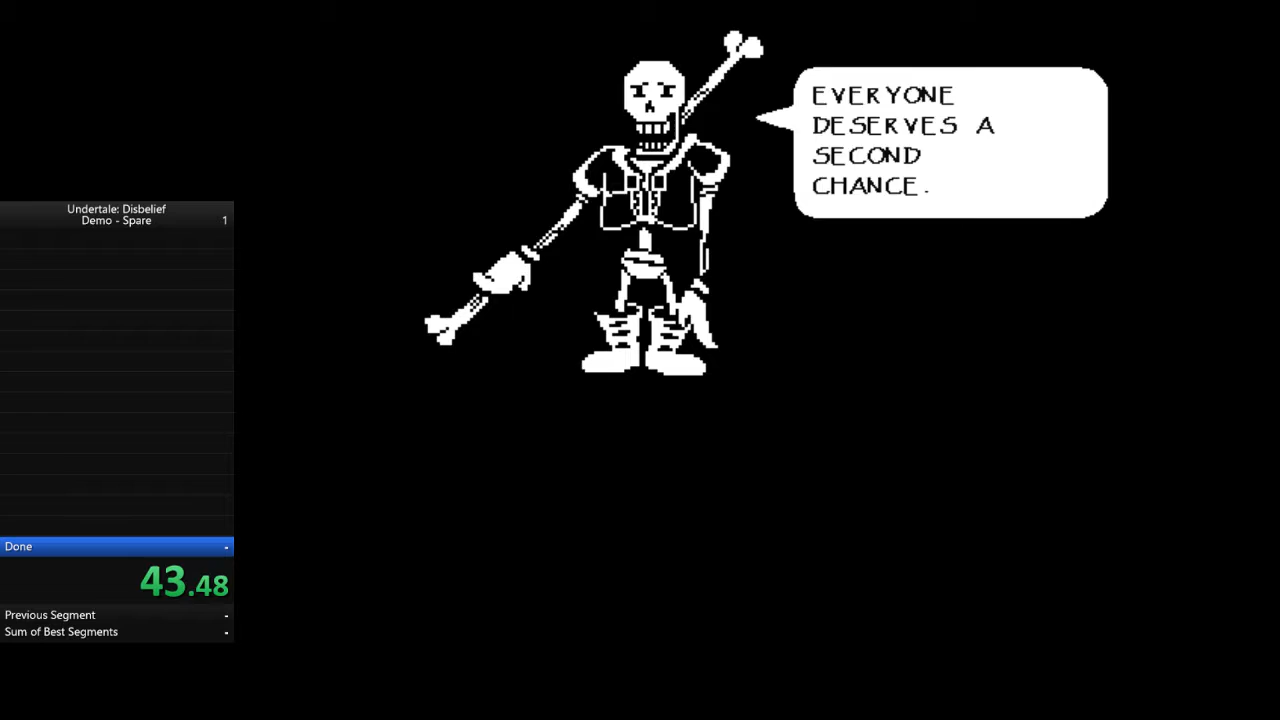 Undertale: Disbelief
Demo - Spare 1
Done -
43.48
Previous Segment -
Sum of Best Segments -
EVERYONE
DESERVES A
SECOND
CHANCE.